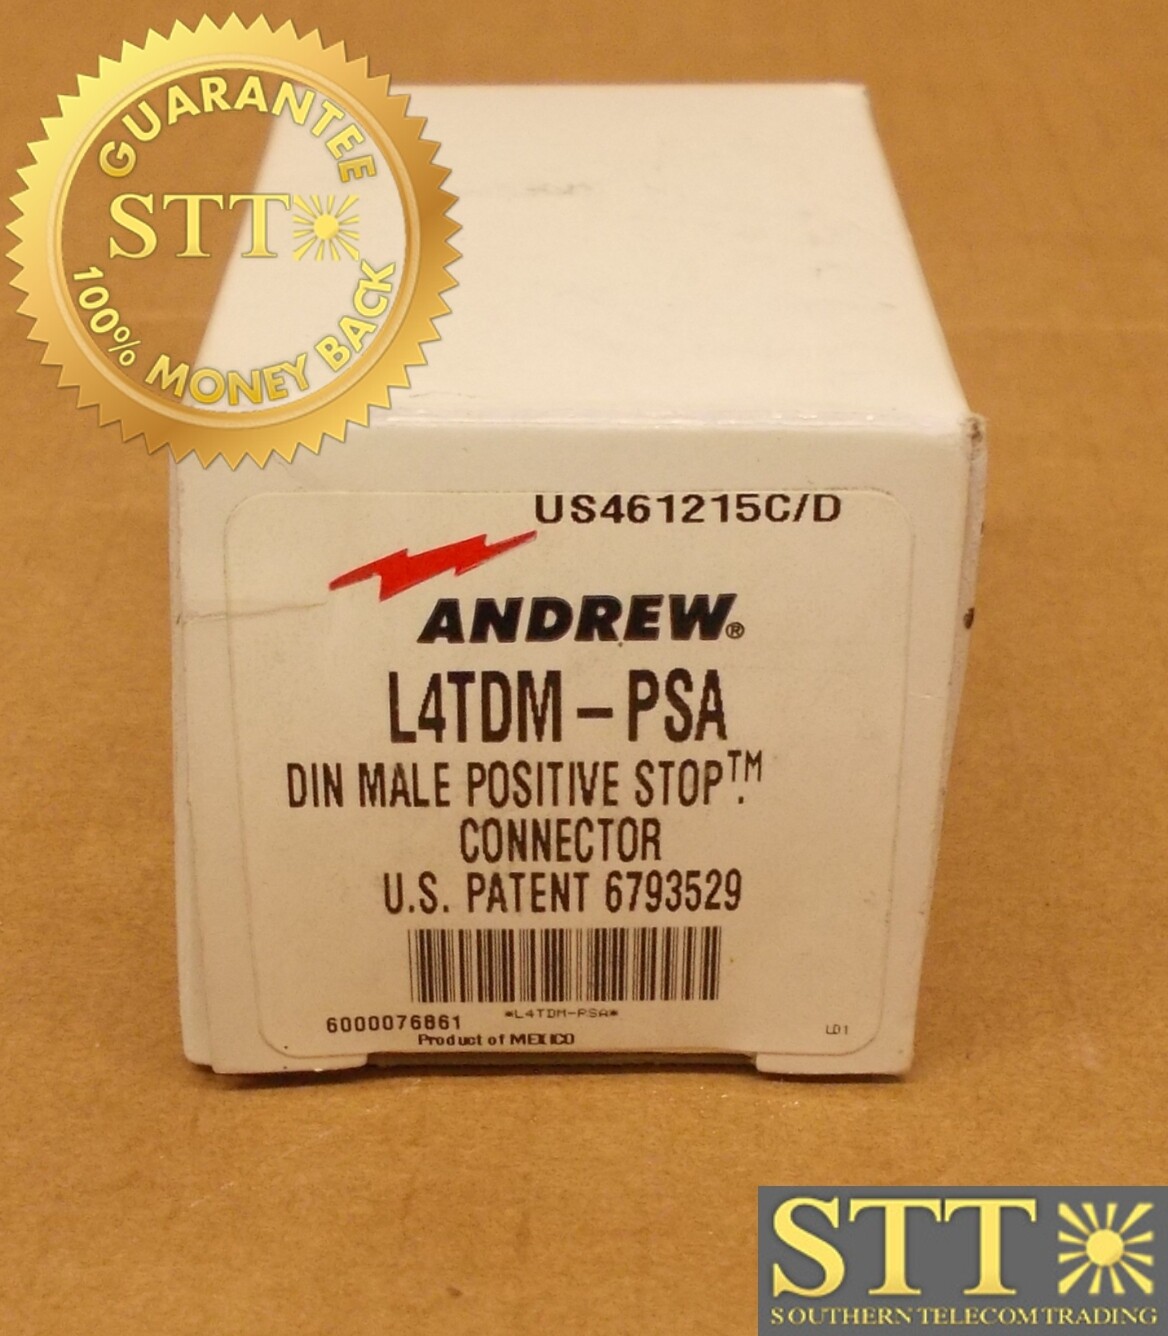 GUARANTEE
STT
100% MONEY BACK
US461215C/D
ANDREW®
L4TDM-PSA
DIN MALE POSITIVE STOP™.
CONNECTOR
U.S. PATENT 6793529
*L4TDM-PSA*
6000076861
Product of MEXICO
LD1
STT
SOUTHERN TELECOM TRADING